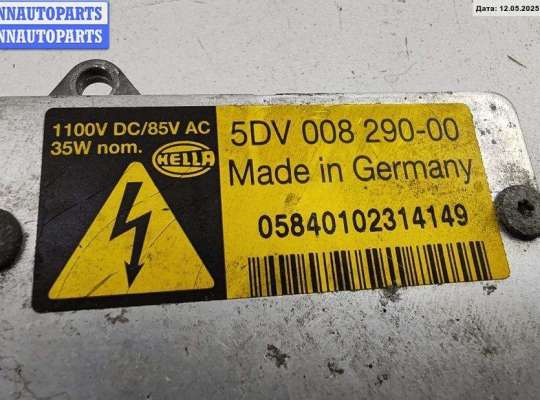 NNAUTOPARTS
NNAUTOPARTS
Дата: 12.05.2025
1100V DC/85V AC
35W nom.
HELLA
5DV 008 290-00
Made in Germany
05840102314149